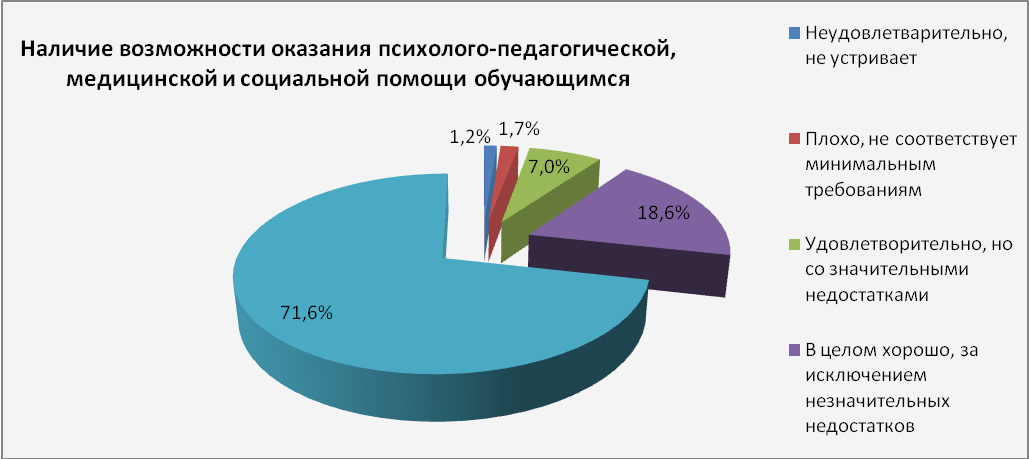 Наличие возможности оказания психолого-педагогической,
медицинской и социальной помощи обучающимся
1,2%
1,7%
7,0%
18,6%
71,6%
Неудовлетварительно,
не устривает
Плохо, не соответствует
минимальным
требованиям
Удовлетворительно, но
со значительными
недостатками
В целом хорошо, за
исключением
незначительных
недостатков